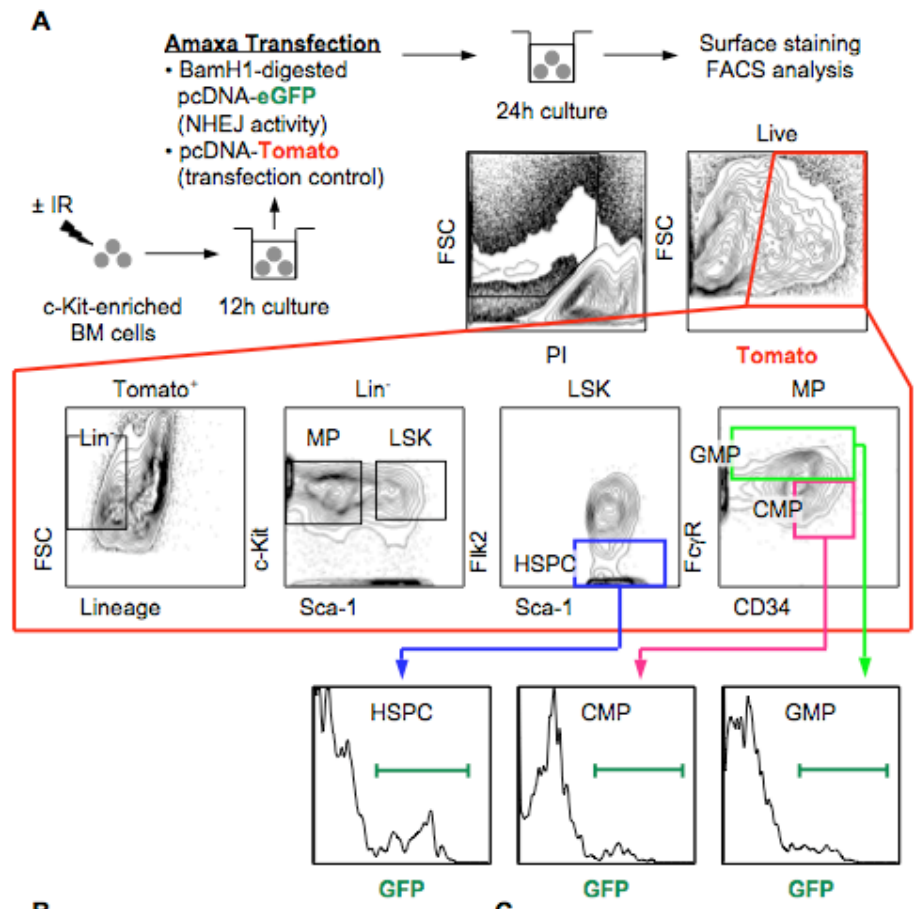 A
Amaxa Transfection
• BamH1-digested
pcDNA-eGFP
(NHEJ activity)
• pcDNA-Tomato
(transfection control)
24h culture
Surface staining
FACS analysis
± IR
c-Kit-enriched
BM cells
12h culture
FSC
PI
Live
FSC
Tomato
Tomato⁺
Lin⁻
FSC
Lineage
Lin⁻
MP
LSK
c-Kit
Sca-1
LSK
HSPC
Flk2
Sca-1
MP
GMP
CMP
FcγR
CD34
HSPC
GFP
CMP
GFP
GMP
GFP